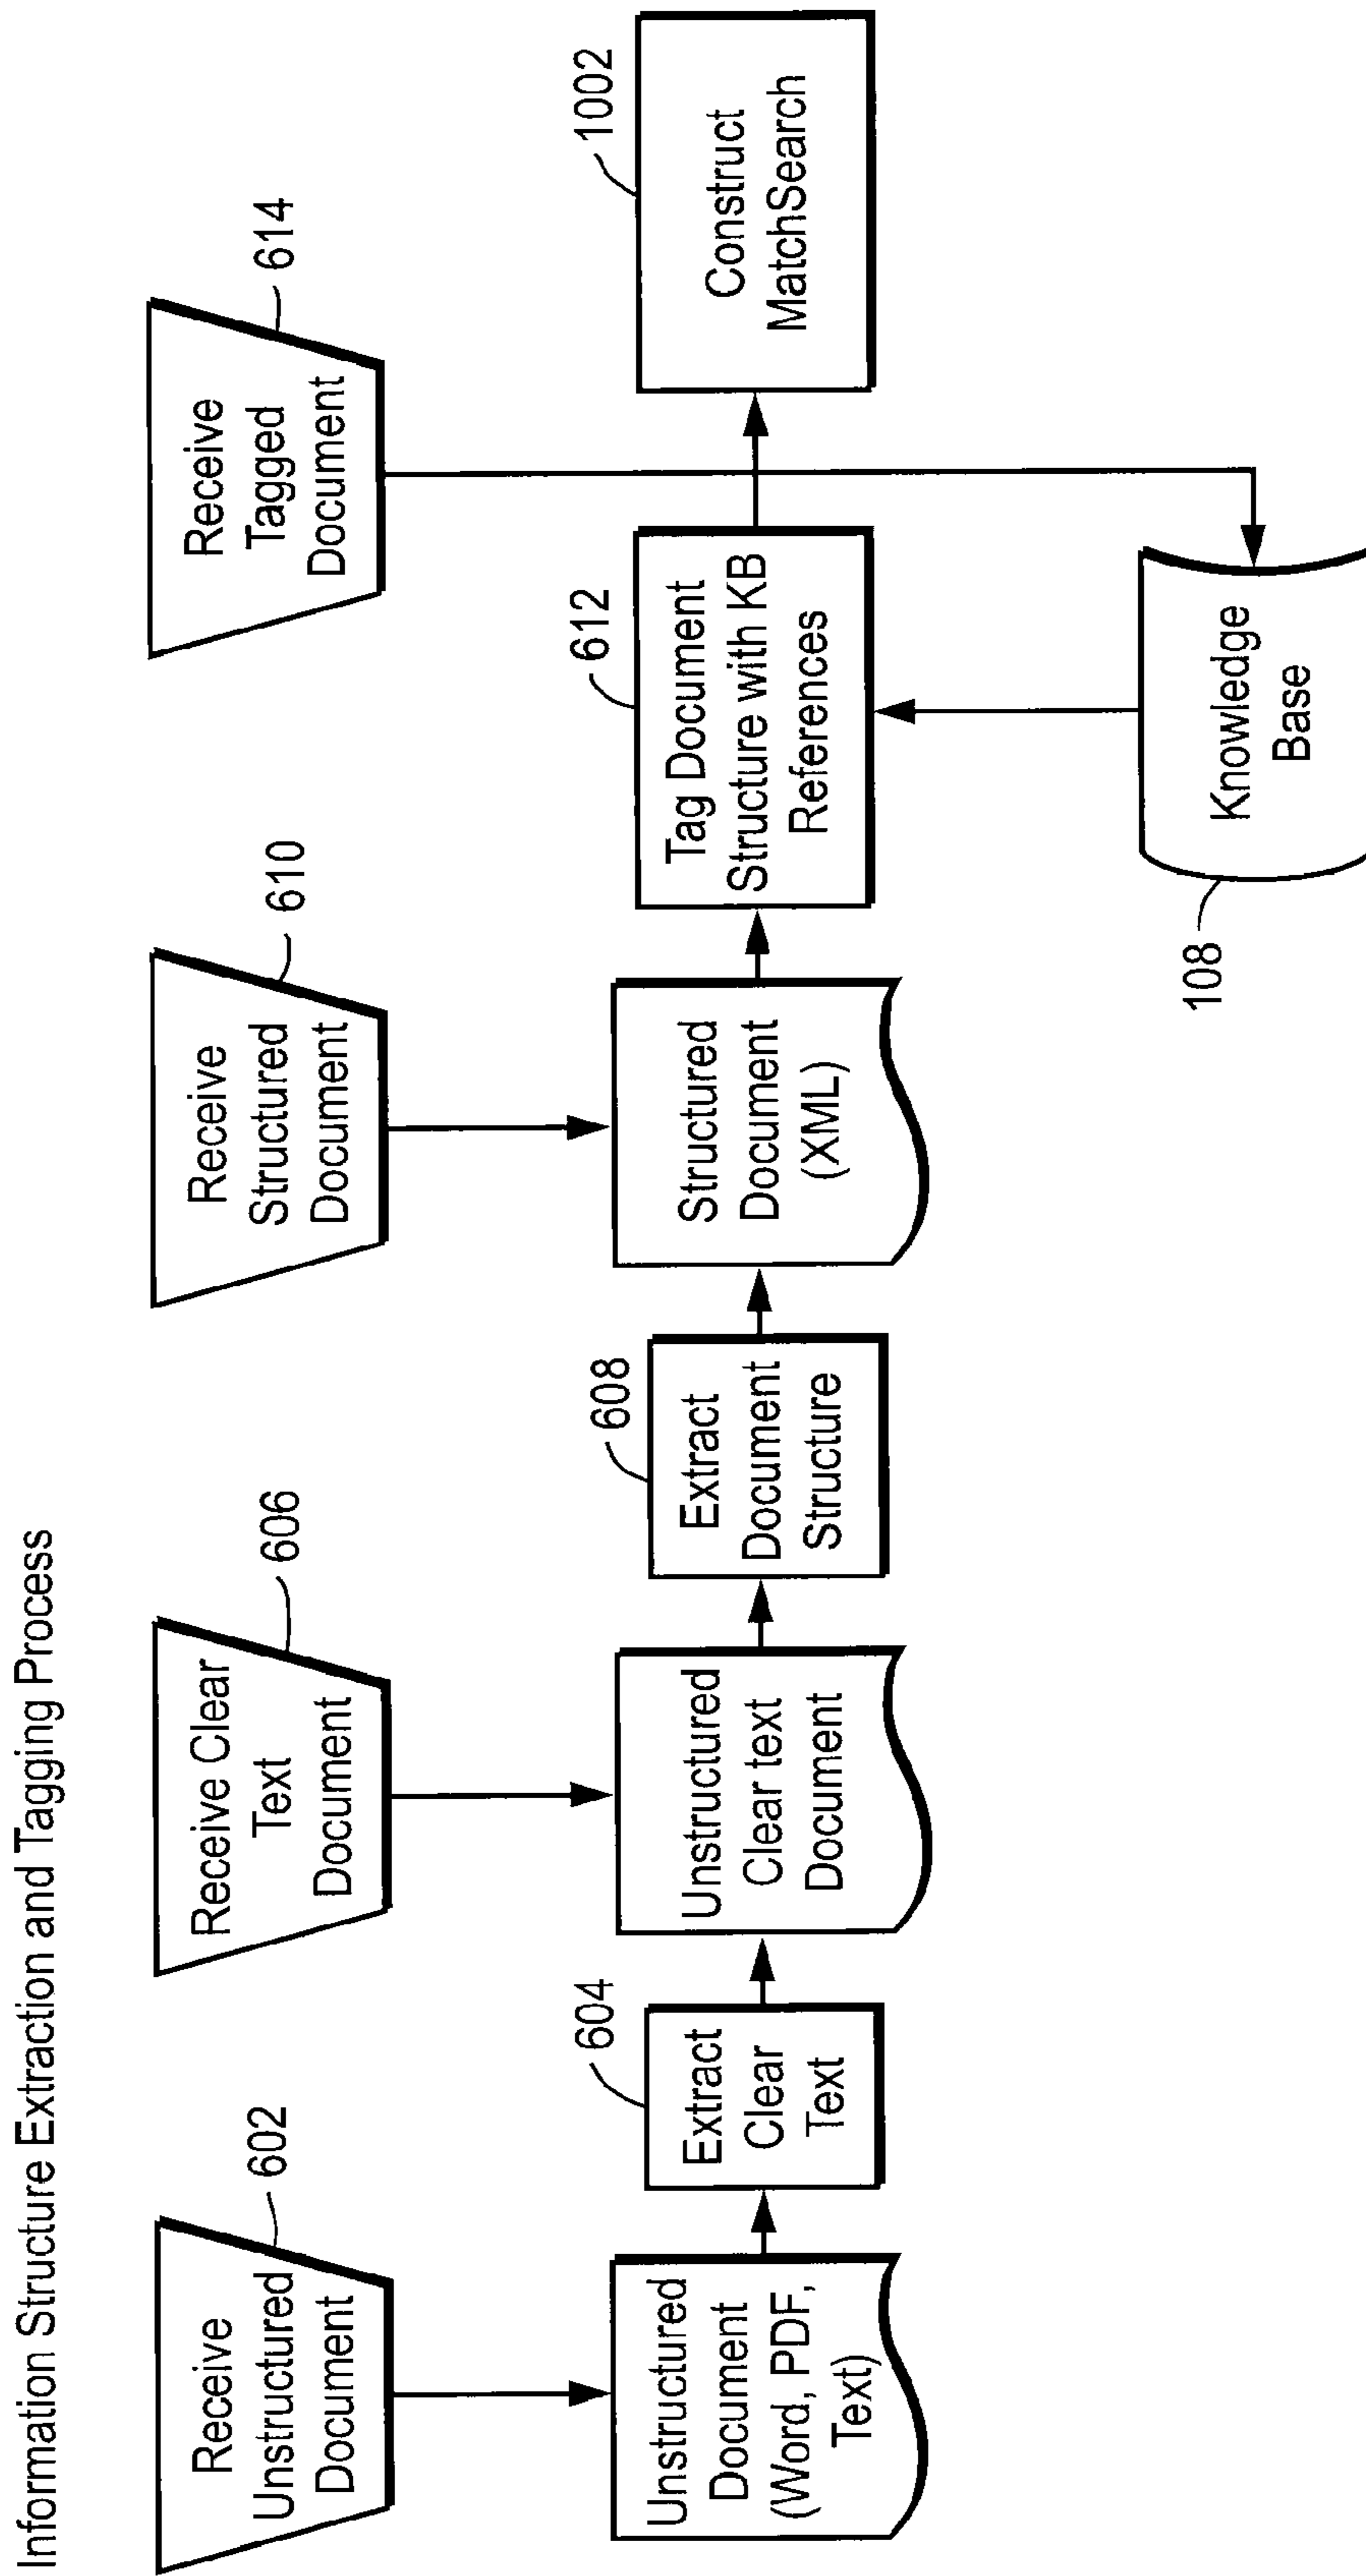 Information Structure Extraction and Tagging Process
Receive
Unstructured
Document
602
Receive Clear
Text
Document
606
Receive
Structured
Document
610
Receive
Tagged
Document
614
Unstructured
Document
(Word, PDF,
Text)
604
Extract
Clear
Text
Unstructured
Clear text
Document
608
Extract
Document
Structure
Structured
Document
(XML)
612
Tag Document
Structure with KB
References
1002
Construct
MatchSearch
108
Knowledge
Base